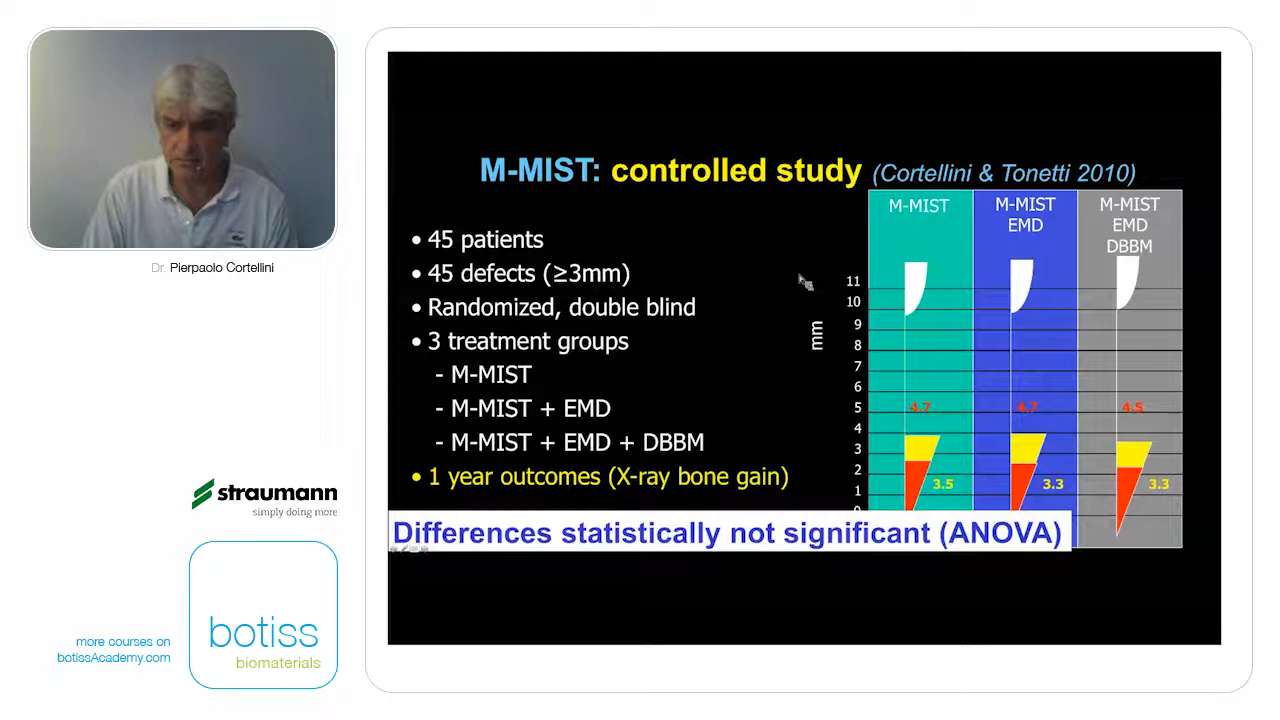 Dr. Pierpaolo Cortellini
straumann
simply doing more
more courses on
botissAcademy.com
botiss
biomaterials
M-MIST: controlled study (Cortellini & Tonetti 2010)
• 45 patients
• 45 defects (≥3mm)
• Randomized, double blind
• 3 treatment groups
- M-MIST
- M-MIST + EMD
- M-MIST + EMD + DBBM
• 1 year outcomes (X-ray bone gain)
Differences statistically not significant (ANOVA)
M-MIST
M-MIST
EMD
M-MIST
EMD
DBBM
mm
11
10
9
8
7
6
5
4
3
2
1
4.7
4.7
4.5
3.5
3.3
3.3